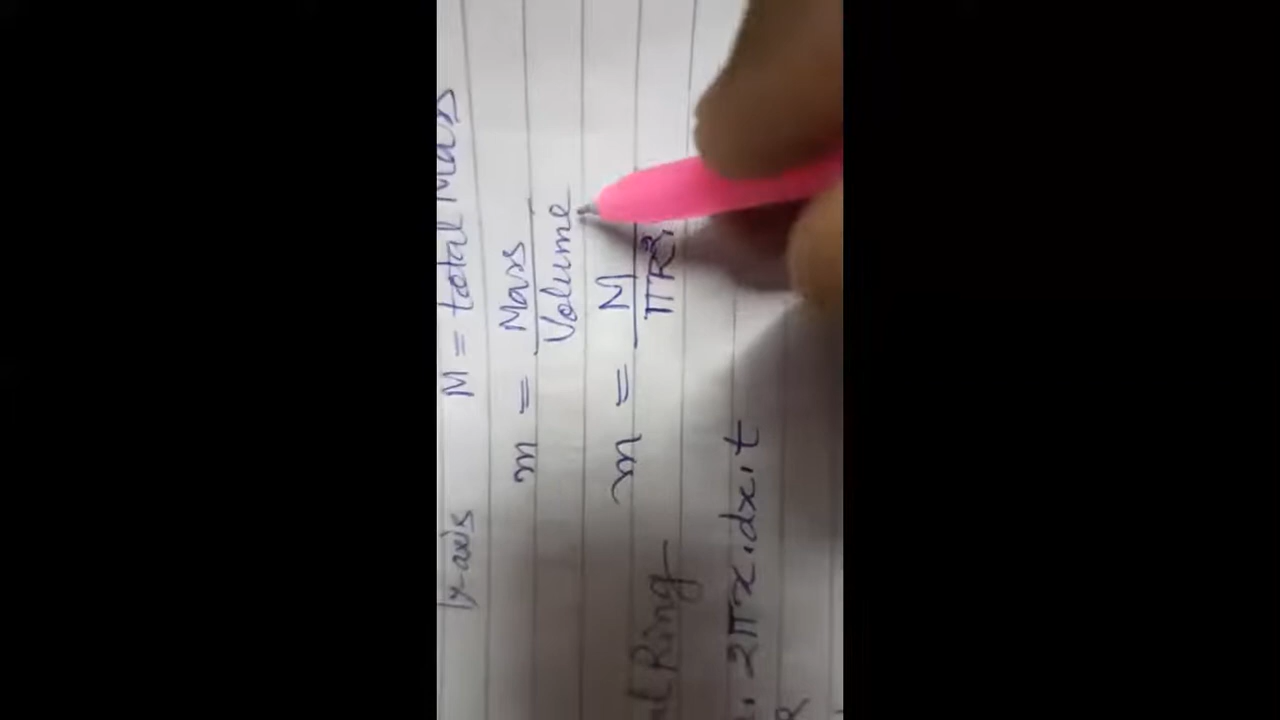 y-axis M = total Mass
m = Mass
Volume
m = M
πR².
Ring
2πx.dx.t